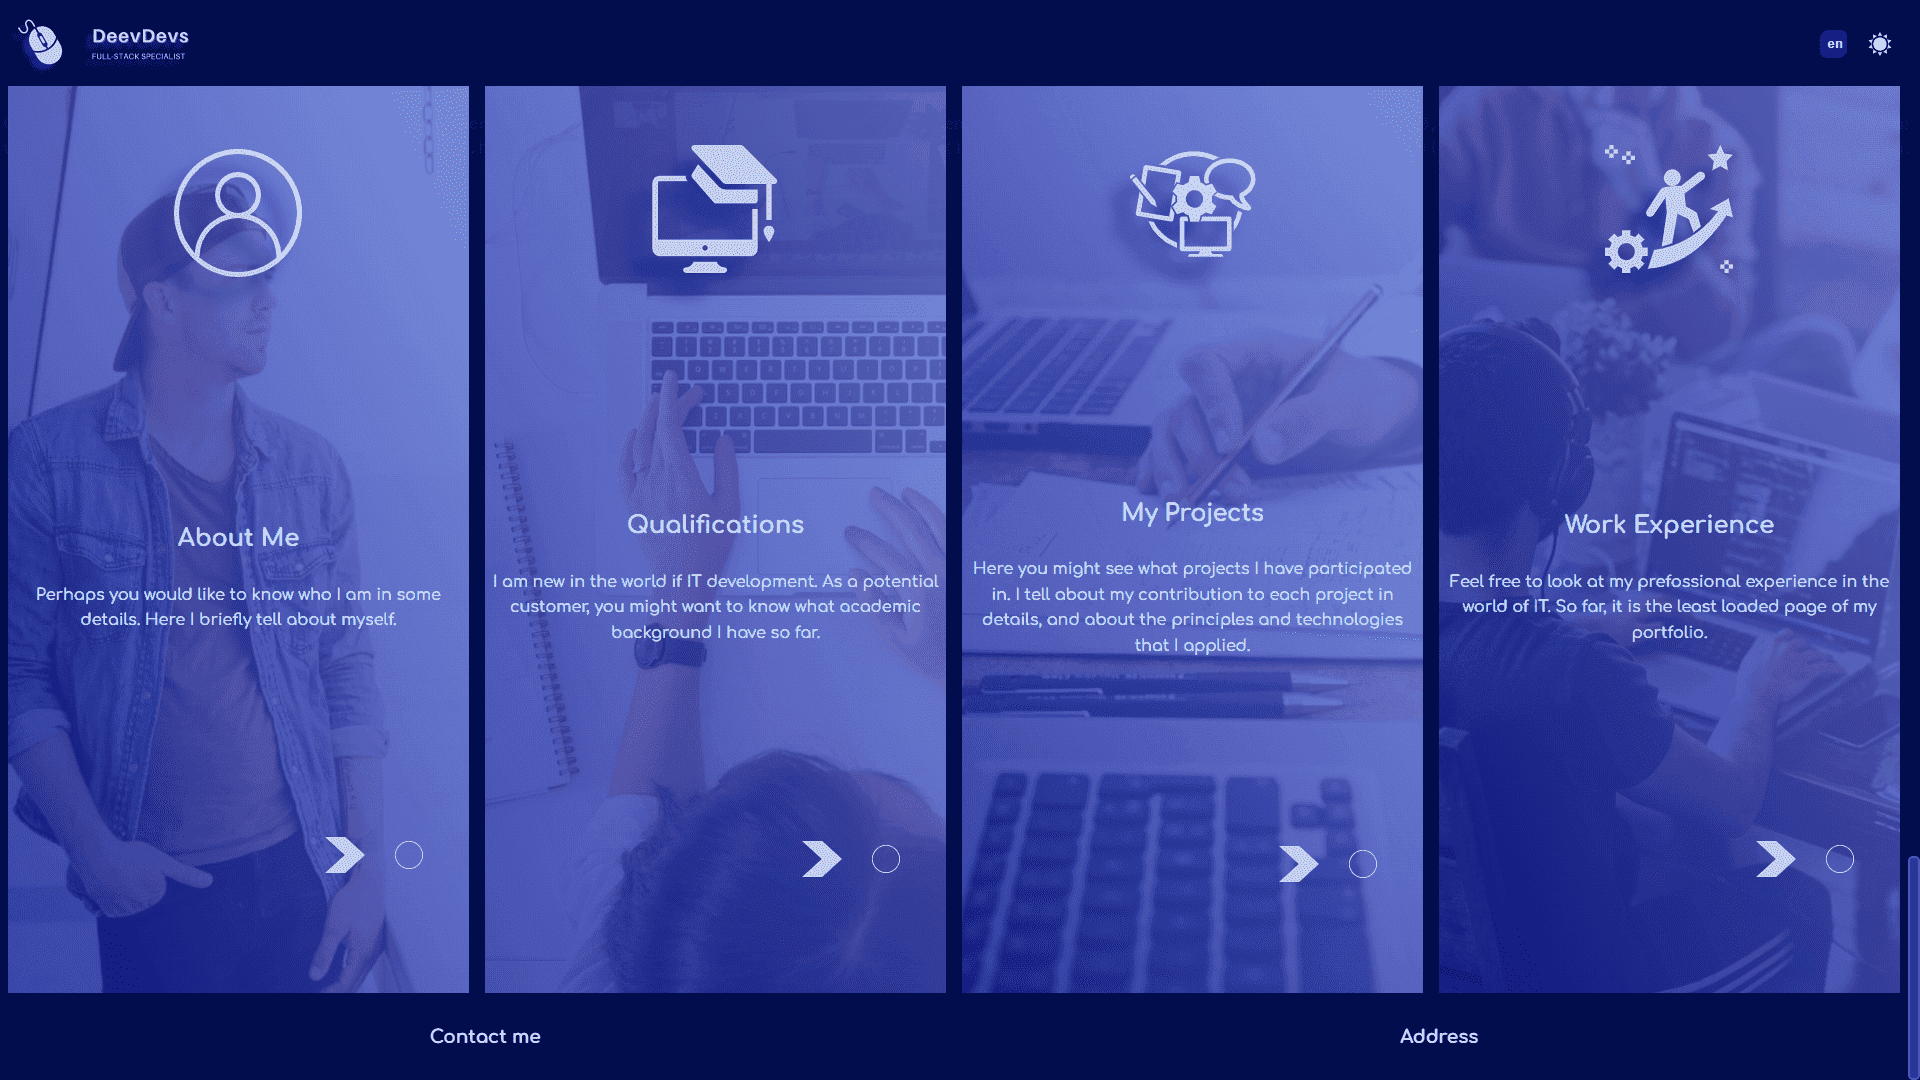 DeevDevs
FULL-STACK SPECIALIST
en
About Me
Perhaps you would like to know who I am in some
details. Here I briefly tell about myself.
Qualifications
I am new in the world if IT development. As a potential
customer, you might want to know what academic
background I have so far.
My Projects
Here you might see what projects I have participated
in. I tell about my contribution to each project in
details, and about the principles and technologies
that I applied.
Work Experience
Feel free to look at my prefossional experience in the
world of IT. So far, it is the least loaded page of my
portfolio.
Contact me
Address